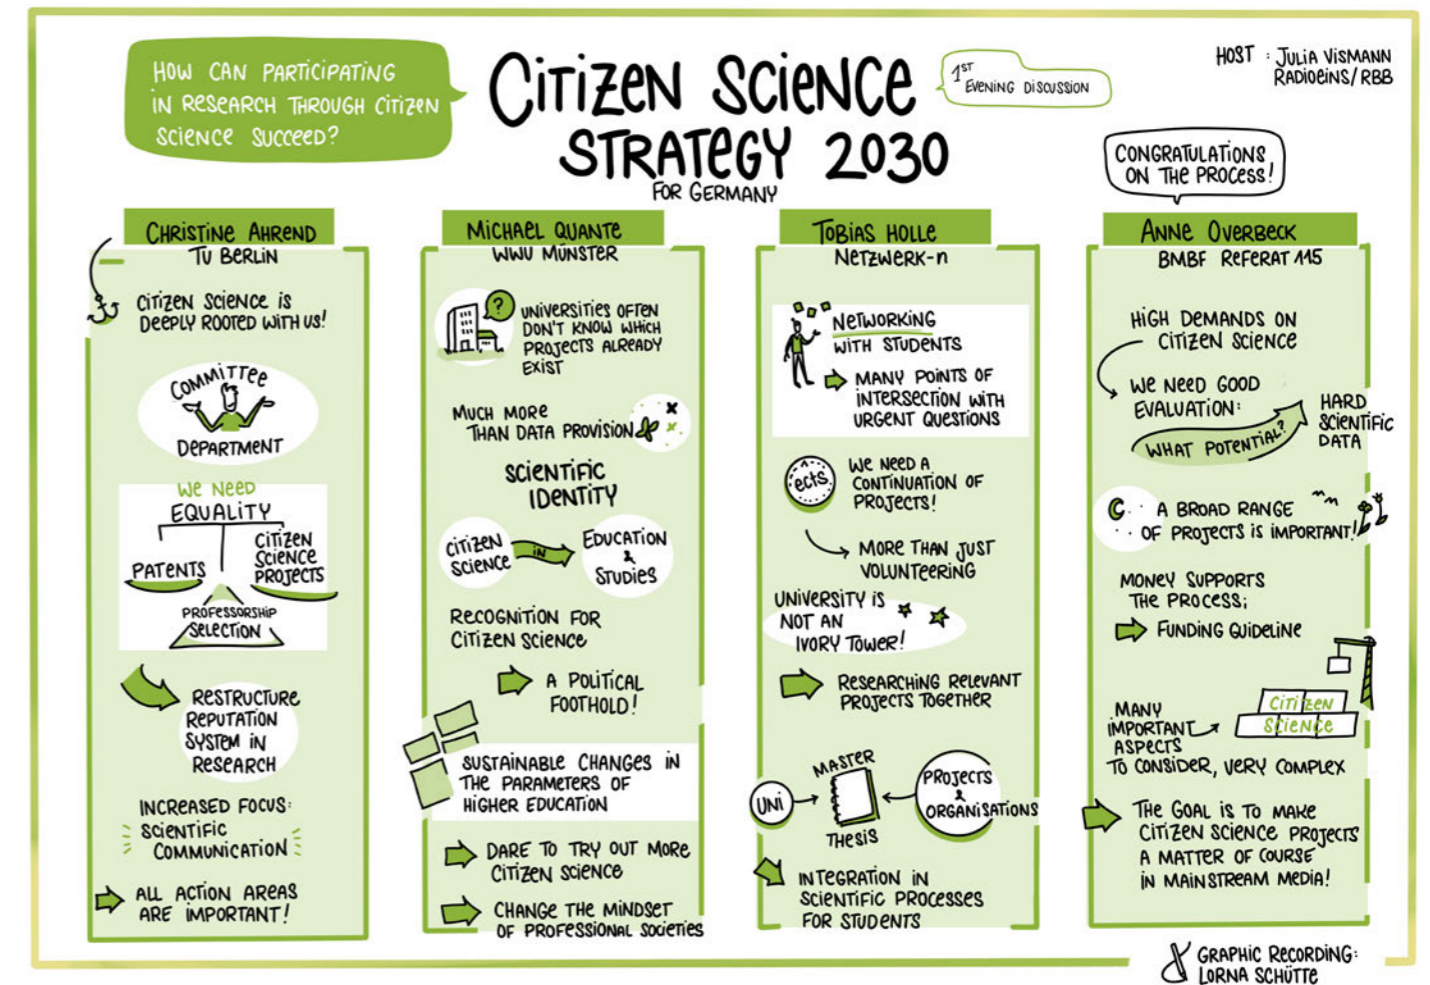 HOW CAN PARTICIPATING
IN RESEARCH THROUGH CITIZEN
SCIENCE SUCCEED?
CITIZEN SCIENCE
STRATEGY 2030
FOR GERMANY
1ST
EVENING DISCUSSION
HOST : JULIA VISMANN
RADIOEINS/RBB
CHRISTINE AHREND
TU BERLIN
CITIZEN SCIENCE IS
DEEPLY ROOTED WITH US!
COMMITTEE
DEPARTMENT
WE NEED
EQUALITY
PATENTS
CITIZEN
SCIENCE
PROJECTS
PROFESSORSHIP
SELECTION
RESTRUCTURE
REPUTATION
SYSTEM IN
RESEARCH
INCREASED FOCUS:
SCIENTIFIC
COMMUNICATION
ALL ACTION AREAS
ARE IMPORTANT!
MICHAEL QUANTE
WWU MÜNSTER
?
UNIVERSITIES OFTEN
DON'T KNOW WHICH
PROJECTS ALREADY
EXIST
MUCH MORE
THAN DATA PROVISION
SCIENTIFIC
IDENTITY
CITIZEN
SCIENCE
IN
EDUCATION
&
STUDIES
RECOGNITION FOR
CITIZEN SCIENCE
A POLITICAL
FOOTHOLD!
SUSTAINABLE CHANGES IN
THE PARAMETERS OF
HIGHER EDUCATION
DARE TO TRY OUT MORE
CITIZEN SCIENCE
CHANGE THE MINDSET
OF PROFESSIONAL SOCIETIES
TOBIAS HOLLE
NETZWERK-n
NETWORKING
WITH STUDENTS
MANY POINTS OF
INTERSECTION WITH
URGENT QUESTIONS
ects
WE NEED A
CONTINUATION OF
PROJECTS!
MORE THAN JUST
VOLUNTEERING
UNIVERSITY IS
NOT AN
IVORY TOWER!
RESEARCHING RELEVANT
PROJECTS TOGETHER
UNI
MASTER
THESIS
PROJECTS
&
ORGANISATIONS
INTEGRATION IN
SCIENTIFIC PROCESSES
FOR STUDENTS
CONGRATULATIONS
ON THE PROCESS!
ANNE OVERBECK
BMBF REFERAT 115
HIGH DEMANDS ON
CITIZEN SCIENCE
WE NEED GOOD
EVALUATION:
WHAT POTENTIAL?
HARD
SCIENTIFIC
DATA
A BROAD RANGE
OF PROJECTS IS IMPORTANT!
MONEY SUPPORTS
THE PROCESS;
FUNDING GUIDELINE
CITIZEN
SCIENCE
MANY
IMPORTANT
ASPECTS
TO CONSIDER, VERY COMPLEX
THE GOAL IS TO MAKE
CITIZEN SCIENCE PROJECTS
A MATTER OF COURSE
IN MAINSTREAM MEDIA!
GRAPHIC RECORDING:
LORNA SCHÜTTE